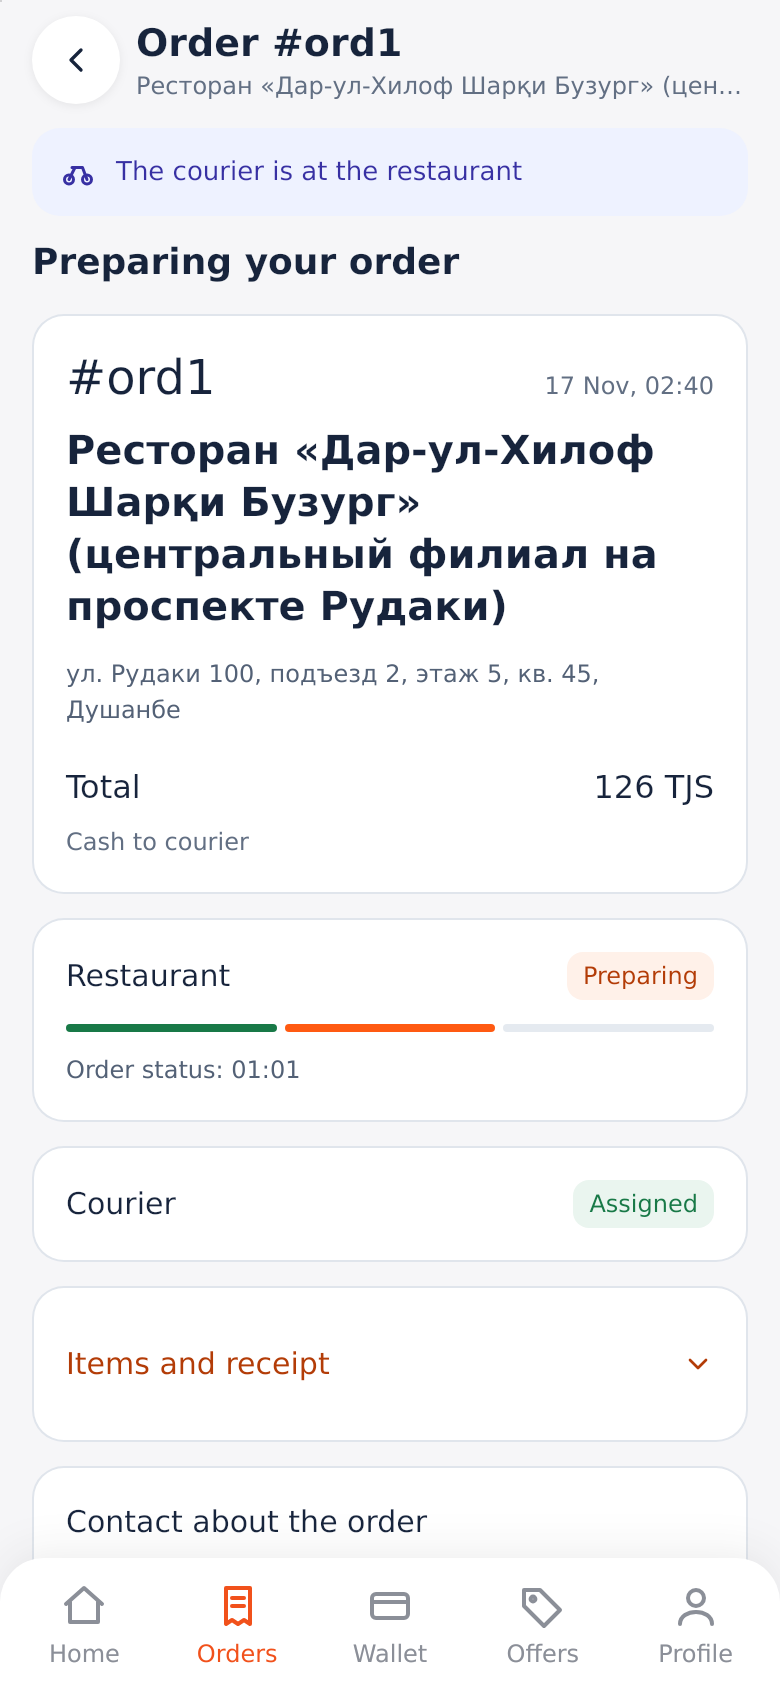 Order #ord1
Ресторан «Дар-ул-Хилоф Шарқи Бузург» (цен...
The courier is at the restaurant
Preparing your order
#ord1
17 Nov, 02:40
Ресторан «Дар-ул-Хилоф
Шарқи Бузург»
(центральный филиал на
проспекте Рудаки)
ул. Рудаки 100, подъезд 2, этаж 5, кв. 45,
Душанбе
Total
126 TJS
Cash to courier
Restaurant
Preparing
Order status: 01:01
Courier
Assigned
Items and receipt
Contact about the order
Home
Orders
Wallet
Offers
Profile